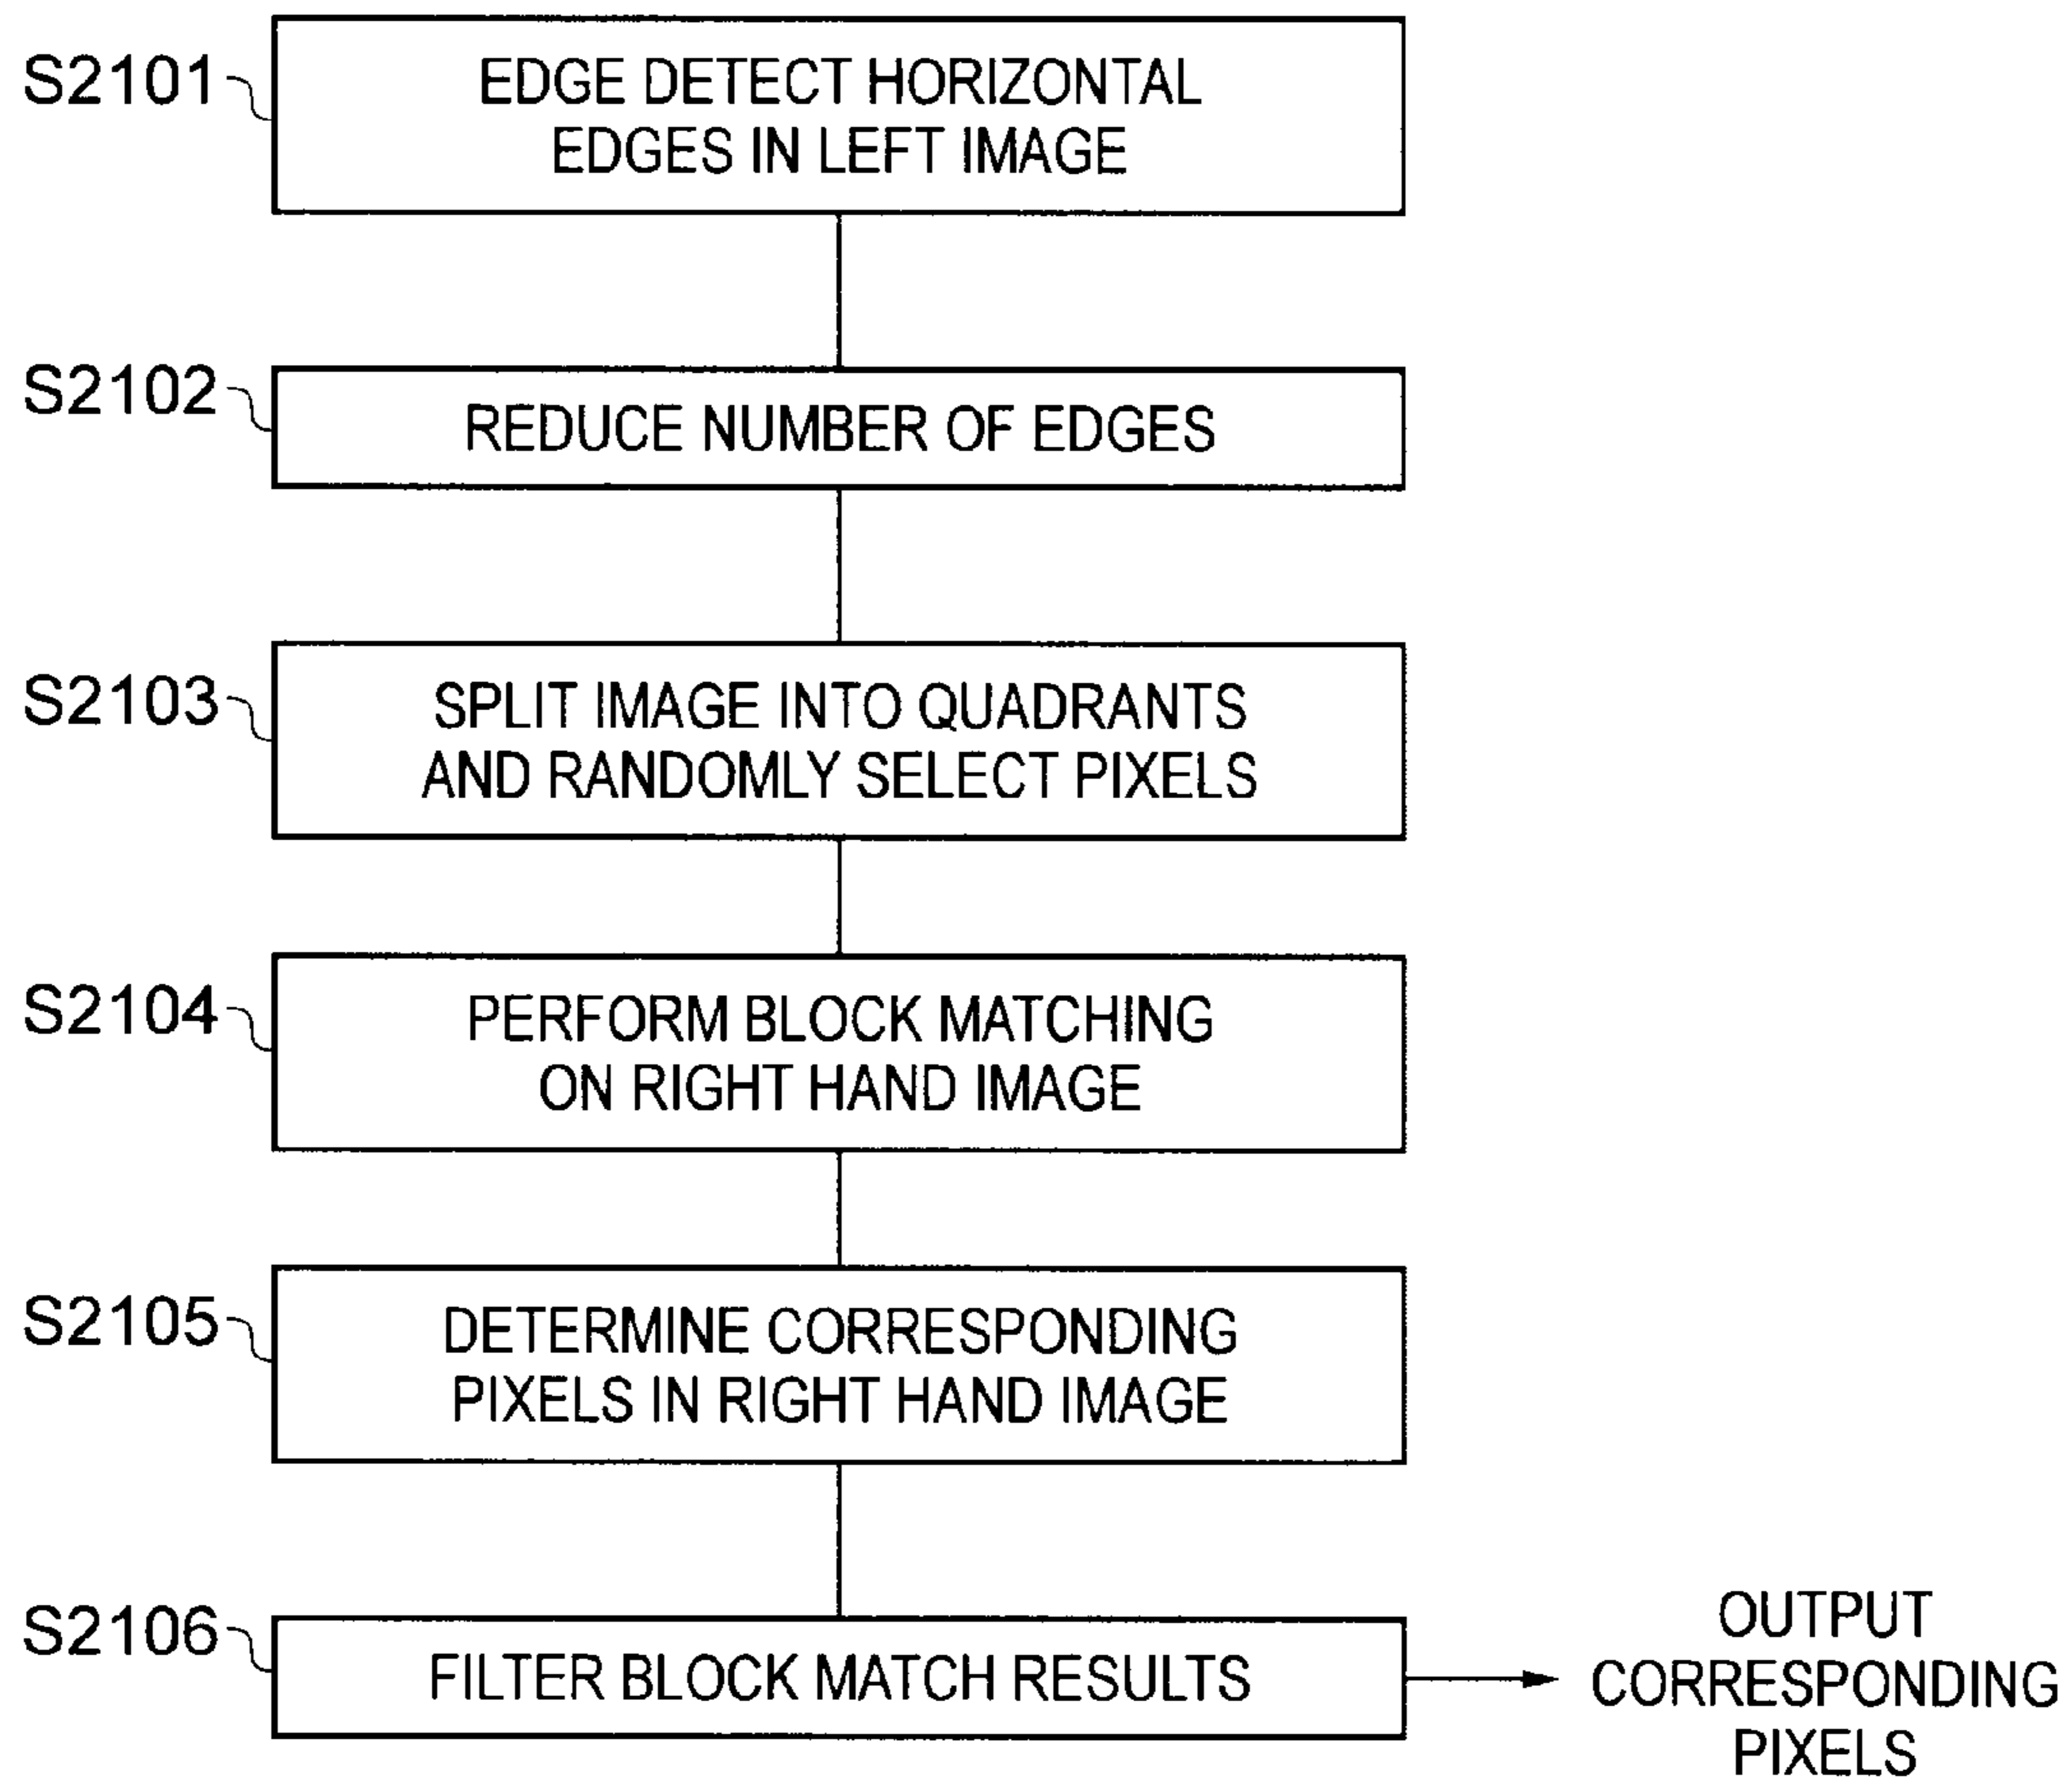 S2101
EDGE DETECT HORIZONTAL
EDGES IN LEFT IMAGE
S2102
REDUCE NUMBER OF EDGES
S2103
SPLIT IMAGE INTO QUADRANTS
AND RANDOMLY SELECT PIXELS
S2104
PERFORM BLOCK MATCHING
ON RIGHT HAND IMAGE
S2105
DETERMINE CORRESPONDING
PIXELS IN RIGHT HAND IMAGE
S2106
FILTER BLOCK MATCH RESULTS
OUTPUT
CORRESPONDING
PIXELS